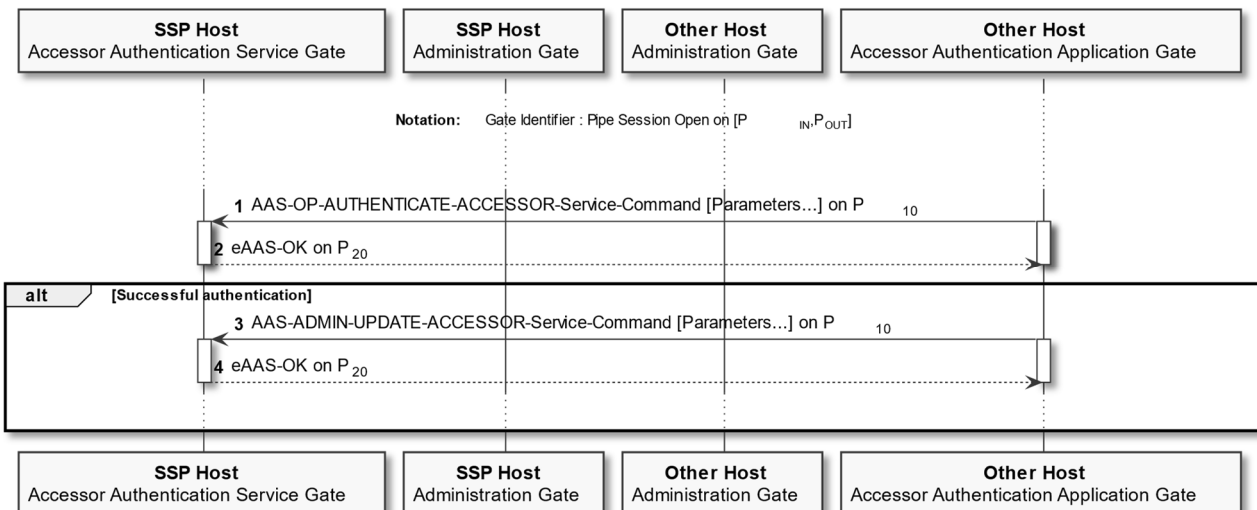 SSP Host
Accessor Authentication Service Gate
SSP Host
Administration Gate
Other Host
Administration Gate
Other Host
Accessor Authentication Application Gate
Notation: Gate Identifier : Pipe Session Open on [P IN,POUT]
1 AAS-OP-AUTHENTICATE-ACCESSOR-Service-Command [Parameters...] on P 10
2 eAAS-OK on P20
alt [Successful authentication]
3 AAS-ADMIN-UPDATE-ACCESSOR-Service-Command [Parameters...] on P 10
4 eAAS-OK on P20
SSP Host
Accessor Authentication Service Gate
SSP Host
Administration Gate
Other Host
Administration Gate
Other Host
Accessor Authentication Application Gate